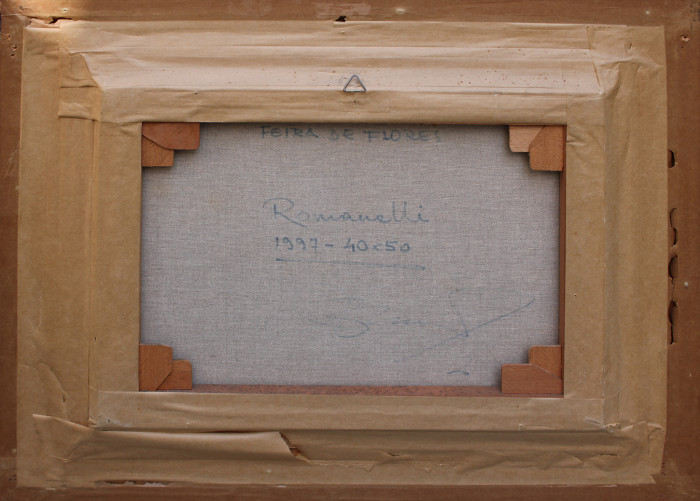 FEIRA DE FLORES
Romanelli
1997 - 40x50